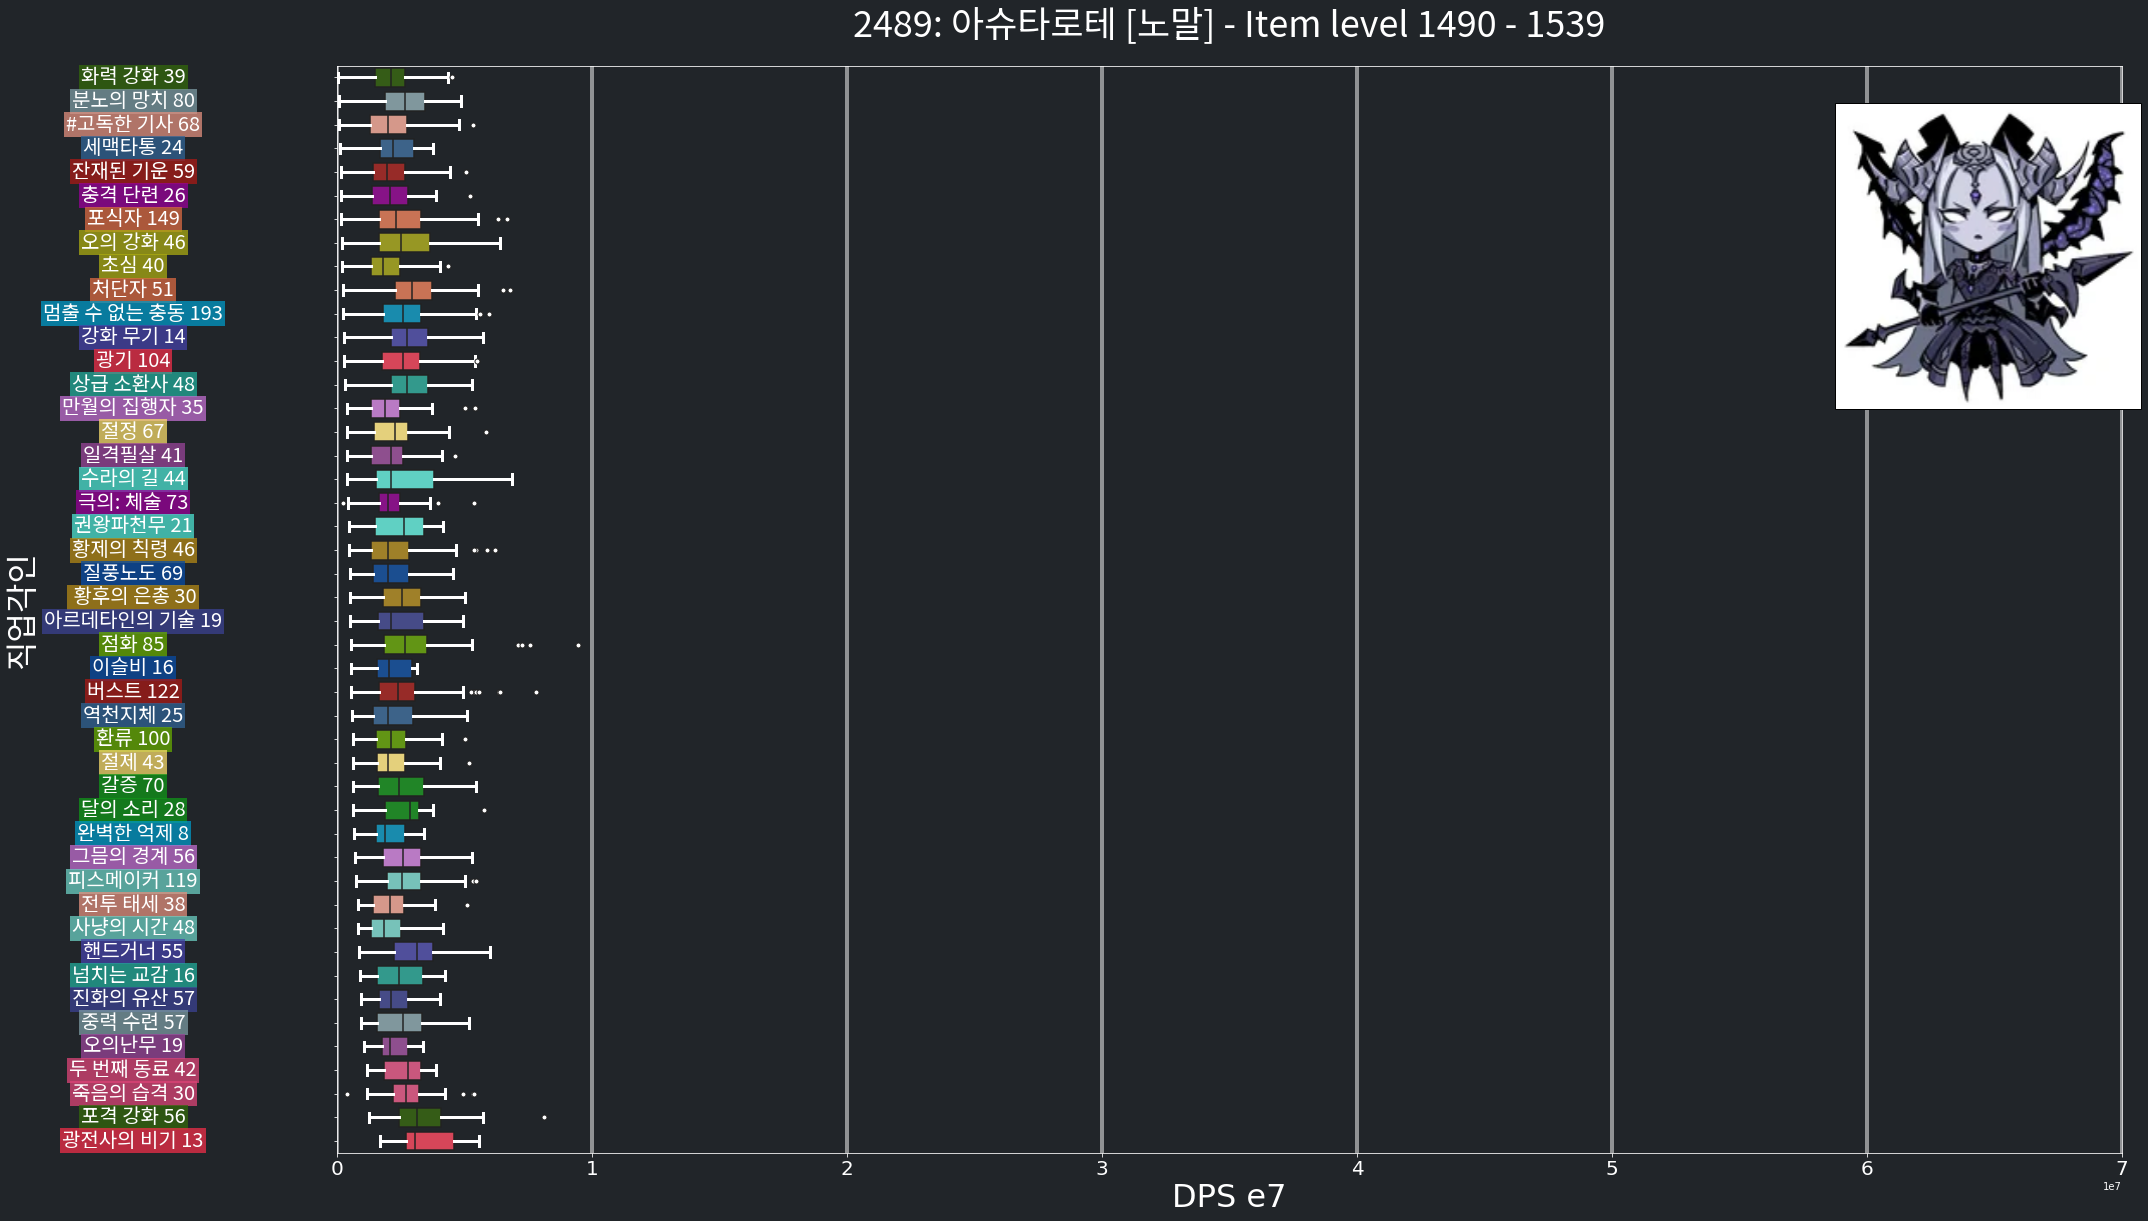 2489: 아슈타로테 [노말] - Item level 1490 - 1539
화력 강화 39
분노의 망치 80
#고독한 기사 68
세맥타통 24
잔재된 기운 59
충격 단련 26
포식자 149
오의 강화 46
초심 40
처단자 51
멈출 수 없는 충동 193
강화 무기 14
광기 104
상급 소환사 48
만월의 집행자 35
절정 67
일격필살 41
수라의 길 44
극의: 체술 73
권왕파천무 21
황제의 칙령 46
질풍노도 69
황후의 은총 30
아르데타인의 기술 19
점화 85
이슬비 16
버스트 122
역천지체 25
환류 100
절제 43
갈증 70
달의 소리 28
완벽한 억제 8
그믐의 경계 56
피스메이커 119
전투 태세 38
사냥의 시간 48
핸드거너 55
넘치는 교감 16
진화의 유산 57
중력 수련 57
오의난무 19
두 번째 동료 42
죽음의 습격 30
포격 강화 56
광전사의 비기 13
직업각인
0 1 2 3 4 5 6 7
1e7
DPS e7